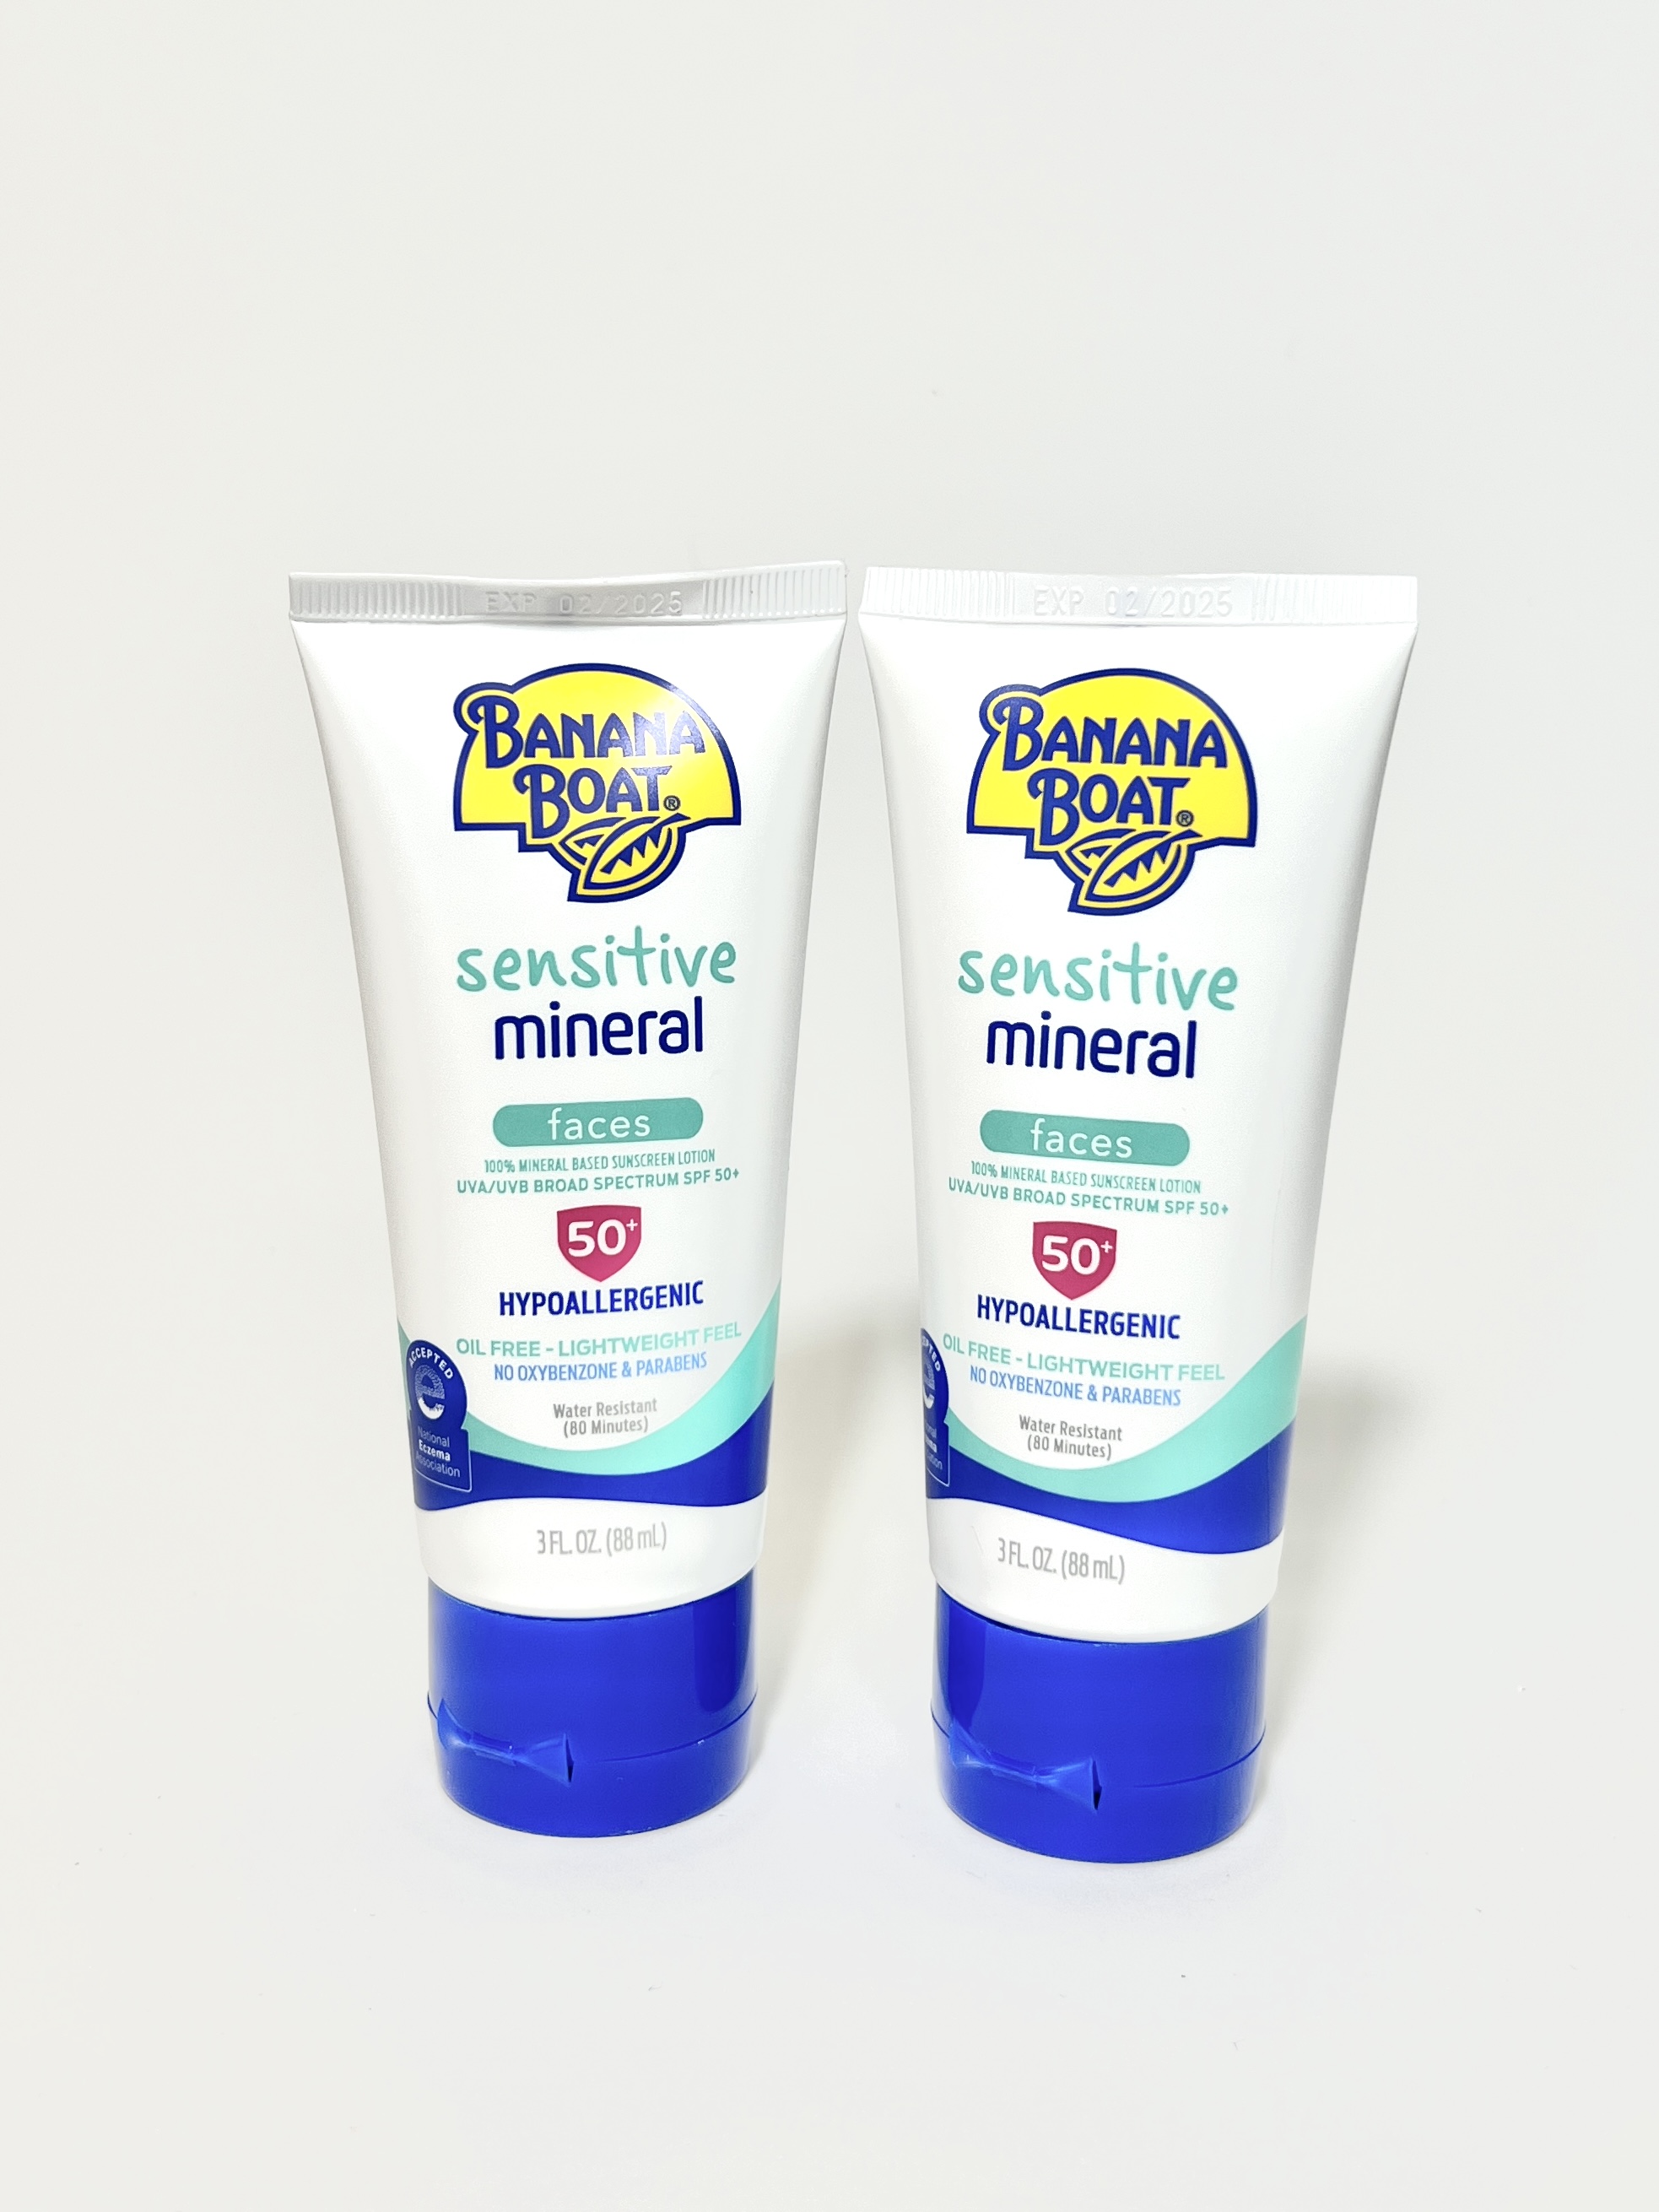 EXP 02/2025
BANANA
BOAT®
sensitive
mineral
faces
100% MINERAL BASED SUNSCREEN LOTION
UVA/UVB BROAD SPECTRUM SPF 50+
50+
HYPOALLERGENIC
OIL FREE - LIGHTWEIGHT FEEL
NO OXYBENZONE & PARABENS
Water Resistant
(80 Minutes)
ACCEPTED
e
National
Eczema
Association
3 FL. OZ. (88 mL)
EXP 02/2025
BANANA
BOAT®
sensitive
mineral
faces
100% MINERAL BASED SUNSCREEN LOTION
UVA/UVB BROAD SPECTRUM SPF 50+
50+
HYPOALLERGENIC
OIL FREE - LIGHTWEIGHT FEEL
NO OXYBENZONE & PARABENS
Water Resistant
(80 Minutes)
3 FL. OZ. (88 mL)